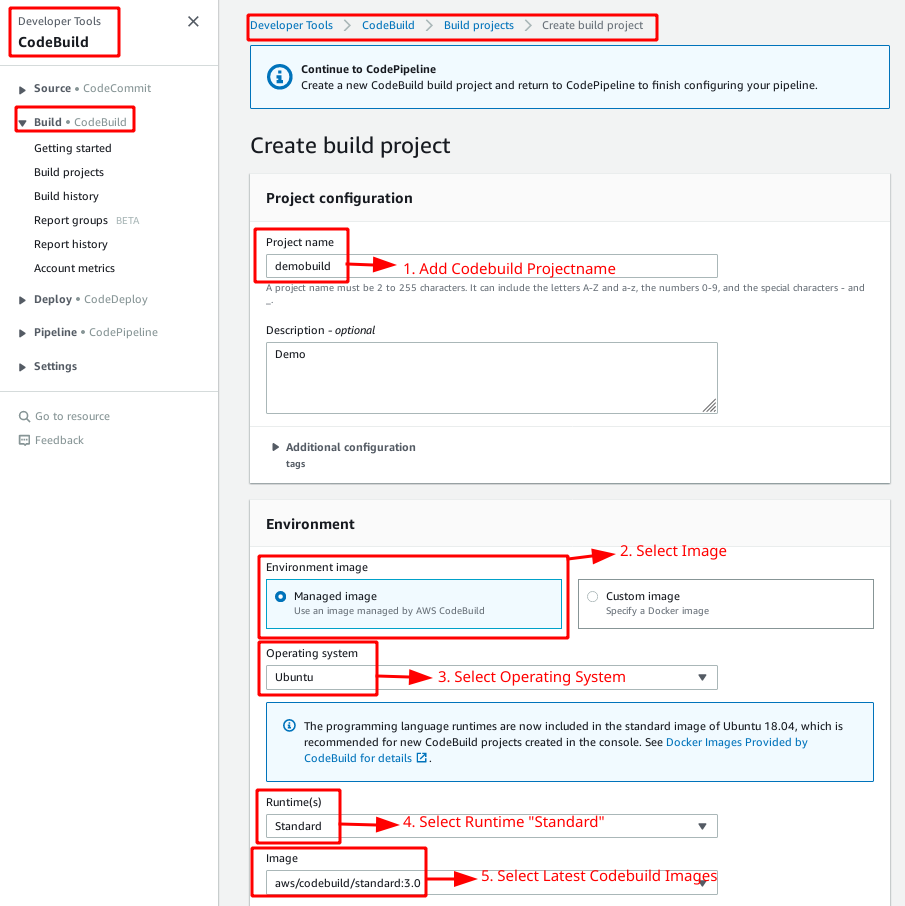 Developer Tools
CodeBuild
Source • CodeCommit
Build • CodeBuild
Getting started
Build projects
Build history
Report groups BETA
Report history
Account metrics
Deploy • CodeDeploy
Pipeline • CodePipeline
Settings
Go to resource
Feedback
Developer Tools > CodeBuild > Build projects > Create build project
Continue to CodePipeline
Create a new CodeBuild build project and return to CodePipeline to finish configuring your pipeline.
Create build project
Project configuration
Project name
demobuild
1. Add Codebuild Projectname
A project name must be 2 to 255 characters. It can include the letters A-Z and a-z, the numbers 0-9, and the special characters - and
_.
Description - optional
Demo
Additional configuration
tags
Environment
2. Select Image
Environment image
Managed image
Use an image managed by AWS CodeBuild
Custom image
Specify a Docker image
Operating system
Ubuntu
3. Select Operating System
The programming language runtimes are now included in the standard image of Ubuntu 18.04, which is
recommended for new CodeBuild projects created in the console. See Docker Images Provided by
CodeBuild for details.
Runtime(s)
Standard
4. Select Runtime "Standard"
Image
aws/codebuild/standard:3.0
5. Select Latest Codebuild Images